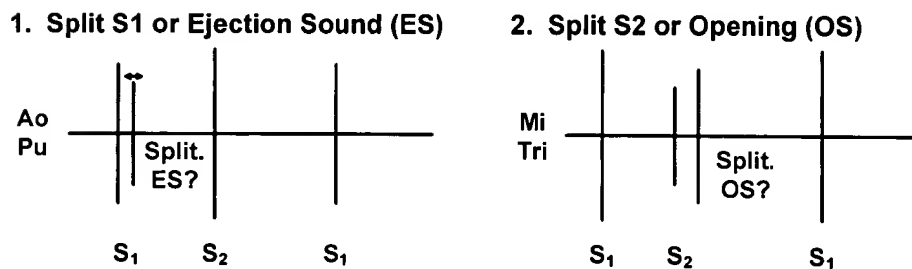 1. Split S1 or Ejection Sound (ES)
Ao
Pu
Split.
ES?
S₁ S₂ S₁
2. Split S2 or Opening (OS)
Mi
Tri
Split.
OS?
S₁ S₂ S₁